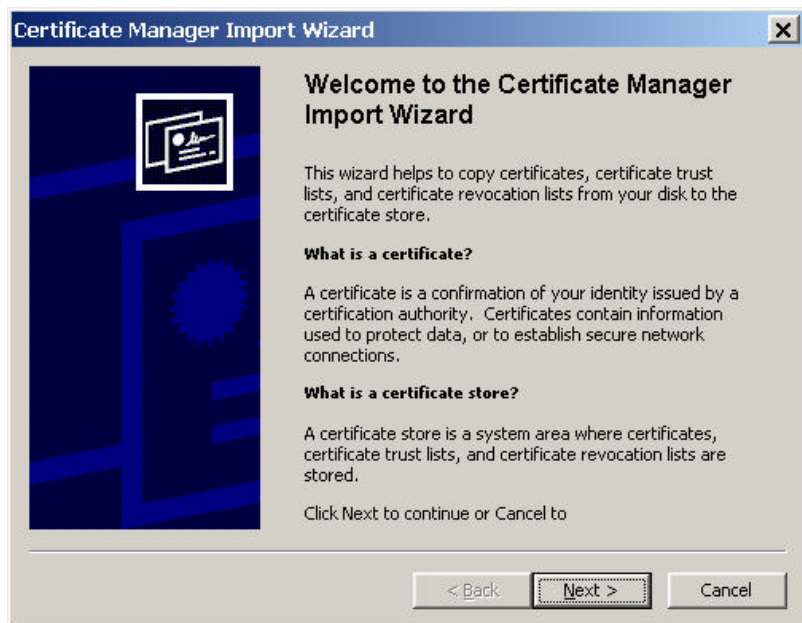 Certificate Manager Import Wizard
Welcome to the Certificate Manager
Import Wizard
This wizard helps to copy certificates, certificate trust
lists, and certificate revocation lists from your disk to the
certificate store.
What is a certificate?
A certificate is a confirmation of your identity issued by a
certification authority. Certificates contain information
used to protect data, or to establish secure network
connections.
What is a certificate store?
A certificate store is a system area where certificates,
certificate trust lists, and certificate revocation lists are
stored.
Click Next to continue or Cancel to
< Back Next > Cancel